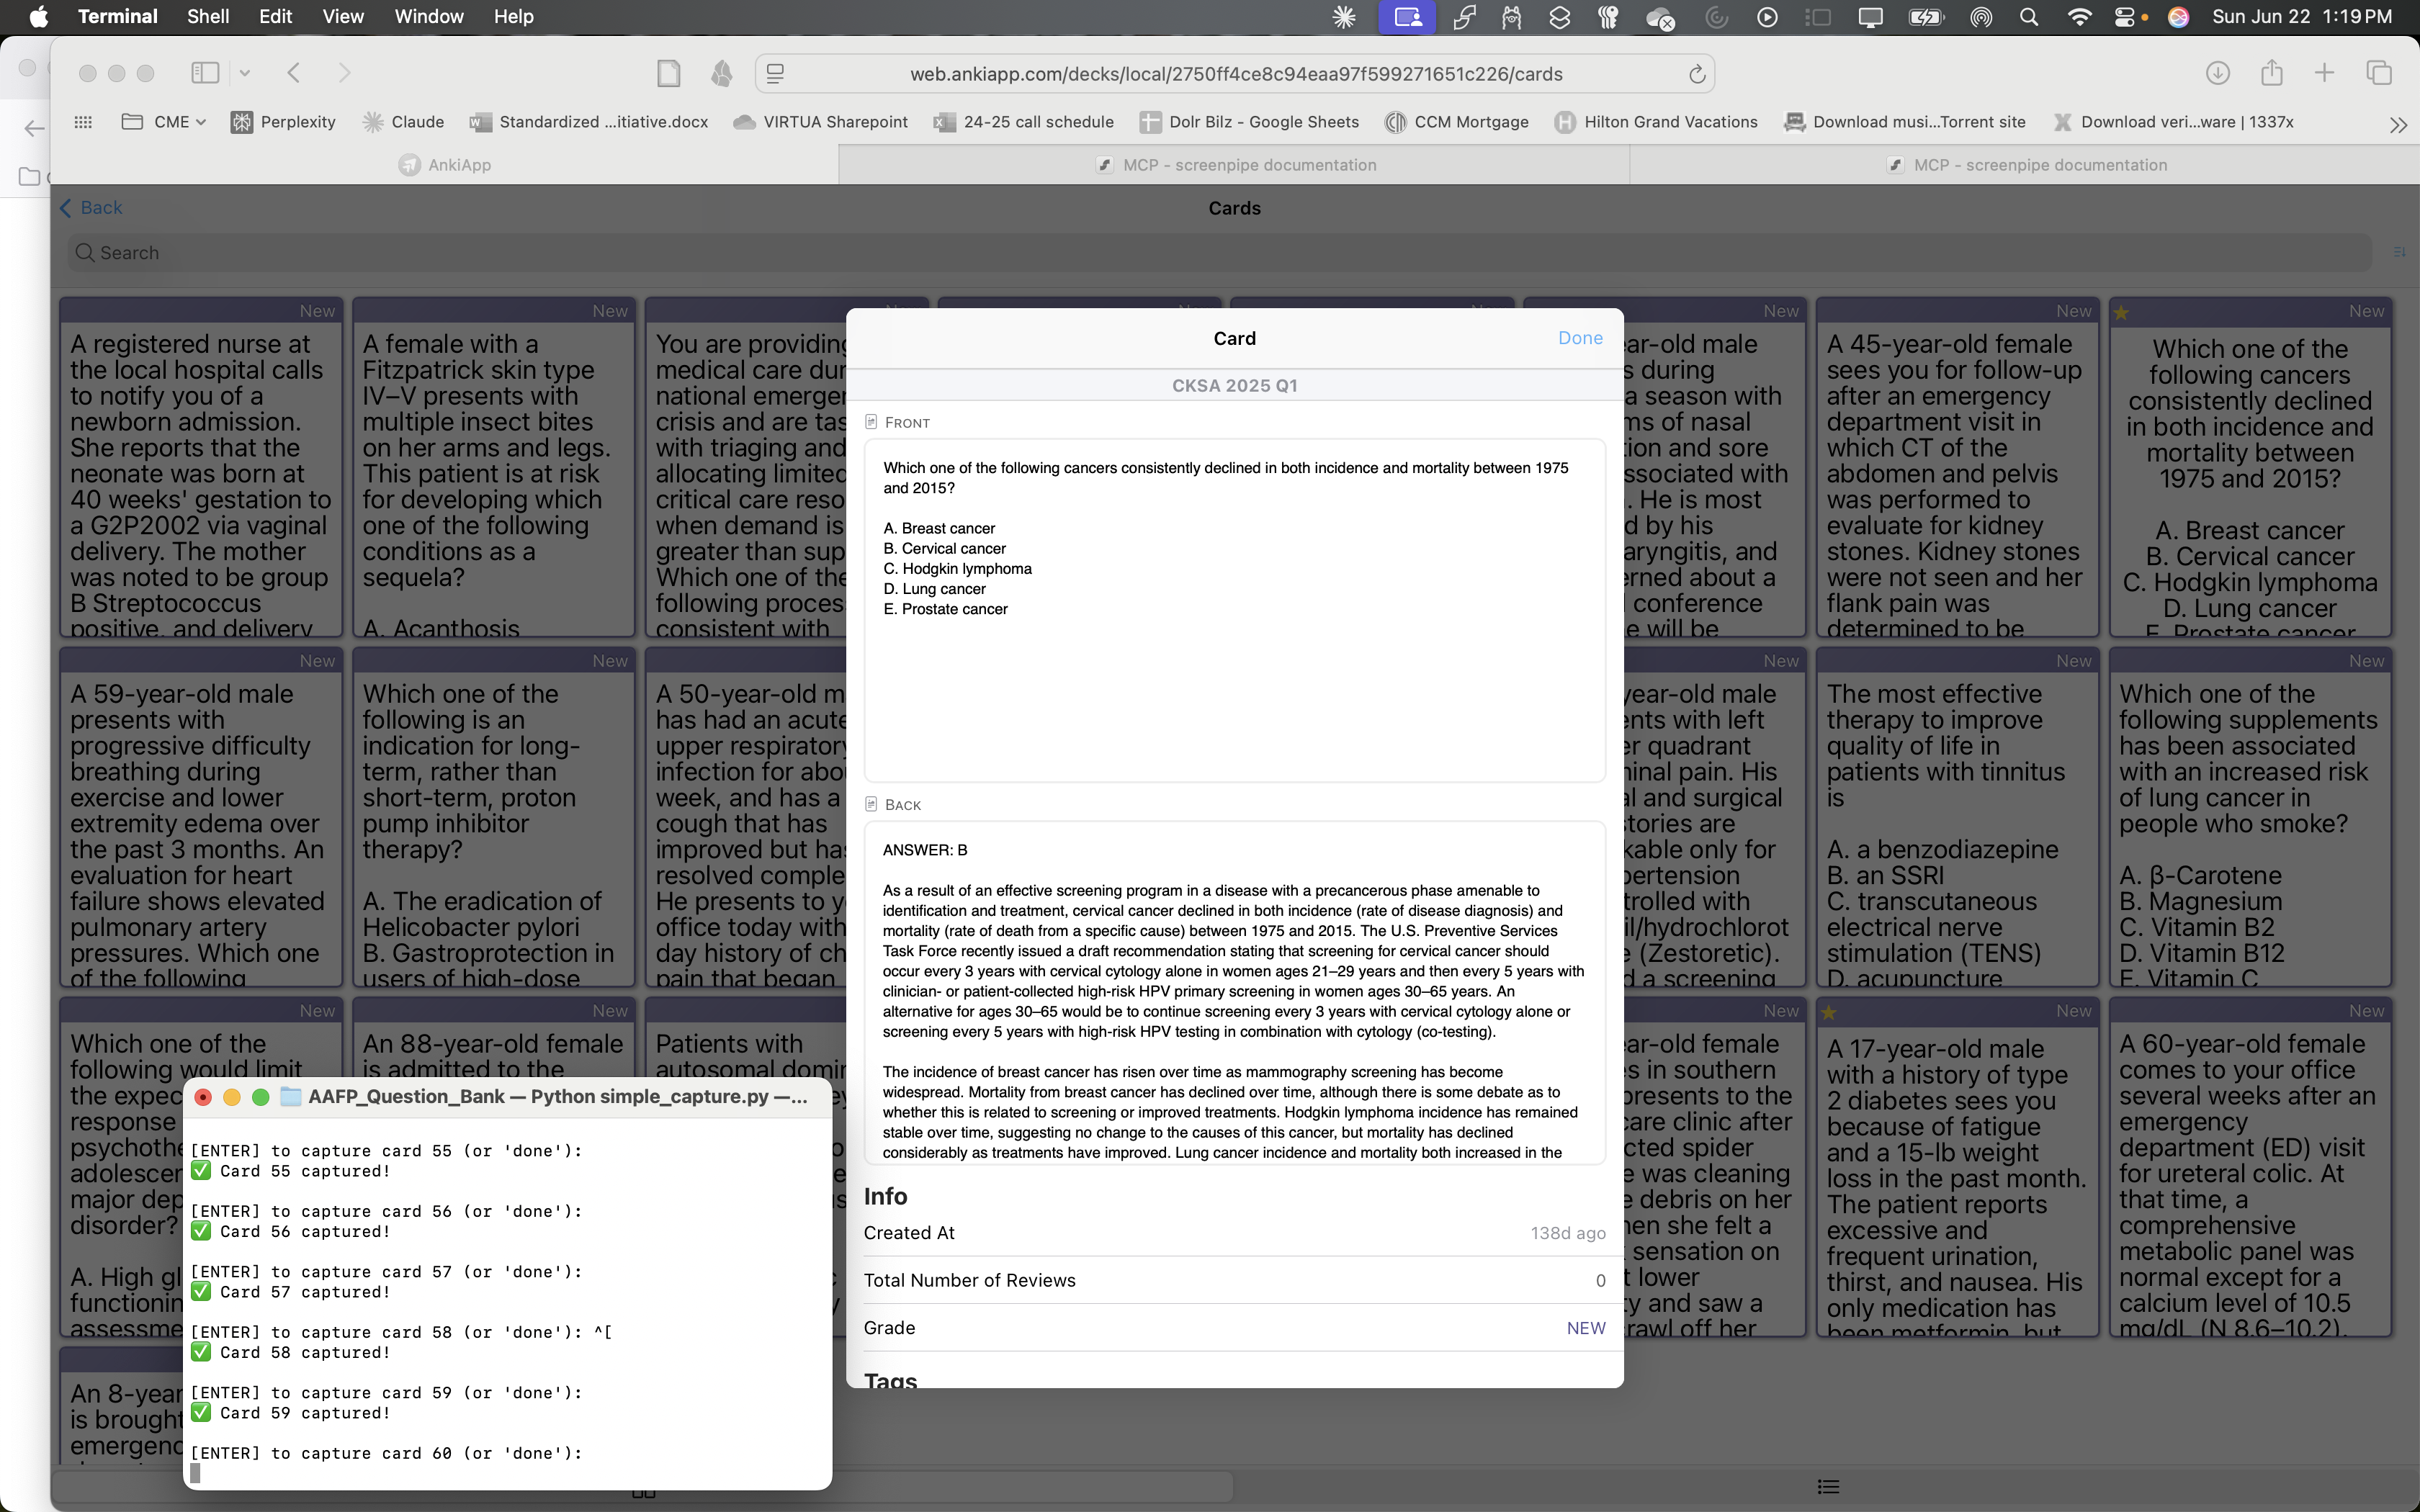 Terminal Shell Edit View Window Help
Sun Jun 22 1:19 PM
web.ankiapp.com/decks/local/2750ff4ce8c94eaa97f599271651c226/cards
CME Perplexity Claude Standardized ...itiative.docx VIRTUA Sharepoint 24-25 call schedule Dolr Bilz - Google Sheets CCM Mortgage Hilton Grand Vacations Download musi...Torrent site Download veri...ware | 1337x
AnkiApp MCP - screenpipe documentation MCP - screenpipe documentation
Back Cards
Search
New
A registered nurse at
the local hospital calls
to notify you of a
newborn admission.
She reports that the
neonate was born at
40 weeks' gestation to
a G2P2002 via vaginal
delivery. The mother
was noted to be group
B Streptococcus
positive, and delivery
New
A female with a
Fitzpatrick skin type
IV–V presents with
multiple insect bites
on her arms and legs.
This patient is at risk
for developing which
one of the following
conditions as a
sequela?
A. Acanthosis
You are providing
medical care dur
national emerger
crisis and are tas
with triaging and
allocating limited
critical care reso
when demand is
greater than sup
Which one of the
following proces
consistent with
New
ear-old male
s during
a season with
ms of nasal
ion and sore
ssociated with
. He is most
d by his
aryngitis, and
erned about a
conference
e will be
New
A 45-year-old female
sees you for follow-up
after an emergency
department visit in
which CT of the
abdomen and pelvis
was performed to
evaluate for kidney
stones. Kidney stones
were not seen and her
flank pain was
determined to be
New
Which one of the
following cancers
consistently declined
in both incidence and
mortality between
1975 and 2015?
A. Breast cancer
B. Cervical cancer
C. Hodgkin lymphoma
D. Lung cancer
E. Prostate cancer
New
A 59-year-old male
presents with
progressive difficulty
breathing during
exercise and lower
extremity edema over
the past 3 months. An
evaluation for heart
failure shows elevated
pulmonary artery
pressures. Which one
of the following
New
Which one of the
following is an
indication for long-
term, rather than
short-term, proton
pump inhibitor
therapy?
A. The eradication of
Helicobacter pylori
B. Gastroprotection in
users of high-dose
A 50-year-old m
has had an acute
upper respiratory
infection for abo
week, and has a
cough that has
improved but has
resolved comple
He presents to y
office today with
day history of ch
pain that began
New
year-old male
ents with left
er quadrant
minal pain. His
al and surgical
stories are
kable only for
pertension
trolled with
il/hydrochlorot
e (Zestoretic).
d a screening
New
The most effective
therapy to improve
quality of life in
patients with tinnitus
is
A. a benzodiazepine
B. an SSRI
C. transcutaneous
electrical nerve
stimulation (TENS)
D. acupuncture
New
Which one of the
following supplements
has been associated
with an increased risk
of lung cancer in
people who smoke?
A. β-Carotene
B. Magnesium
C. Vitamin B2
D. Vitamin B12
E. Vitamin C
New
Which one of the
following would limit
the expec
response
psychothe
adolescer
major dep
disorder?
A. High gl
functionin
assessme
New
An 88-year-old female
is admitted to the
Patients with
autosomal domir
New
ar-old female
es in southern
presents to the
care clinic after
cted spider
e was cleaning
e debris on her
hen she felt a
sensation on
t lower
ty and saw a
rawl off her
New
A 17-year-old male
with a history of type
2 diabetes sees you
because of fatigue
and a 15-lb weight
loss in the past month.
The patient reports
excessive and
frequent urination,
thirst, and nausea. His
only medication has
been metformin, but
New
A 60-year-old female
comes to your office
several weeks after an
emergency
department (ED) visit
for ureteral colic. At
that time, a
comprehensive
metabolic panel was
normal except for a
calcium level of 10.5
mg/dL (N 8.6–10.2).
An 8-year
is brought
emergenc
Card Done
CKSA 2025 Q1
FRONT
Which one of the following cancers consistently declined in both incidence and mortality between 1975
and 2015?
A. Breast cancer
B. Cervical cancer
C. Hodgkin lymphoma
D. Lung cancer
E. Prostate cancer
BACK
ANSWER: B
As a result of an effective screening program in a disease with a precancerous phase amenable to
identification and treatment, cervical cancer declined in both incidence (rate of disease diagnosis) and
mortality (rate of death from a specific cause) between 1975 and 2015. The U.S. Preventive Services
Task Force recently issued a draft recommendation stating that screening for cervical cancer should
occur every 3 years with cervical cytology alone in women ages 21–29 years and then every 5 years with
clinician- or patient-collected high-risk HPV primary screening in women ages 30–65 years. An
alternative for ages 30–65 would be to continue screening every 3 years with cervical cytology alone or
screening every 5 years with high-risk HPV testing in combination with cytology (co-testing).
The incidence of breast cancer has risen over time as mammography screening has become
widespread. Mortality from breast cancer has declined over time, although there is some debate as to
whether this is related to screening or improved treatments. Hodgkin lymphoma incidence has remained
stable over time, suggesting no change to the causes of this cancer, but mortality has declined
considerably as treatments have improved. Lung cancer incidence and mortality both increased in the
Info
Created At 138d ago
Total Number of Reviews 0
Grade NEW
Tags
AAFP_Question_Bank — Python simple_capture.py —...
[ENTER] to capture card 55 (or 'done'):
✅ Card 55 captured!
[ENTER] to capture card 56 (or 'done'):
✅ Card 56 captured!
[ENTER] to capture card 57 (or 'done'):
✅ Card 57 captured!
[ENTER] to capture card 58 (or 'done'): ^[
✅ Card 58 captured!
[ENTER] to capture card 59 (or 'done'):
✅ Card 59 captured!
[ENTER] to capture card 60 (or 'done'):